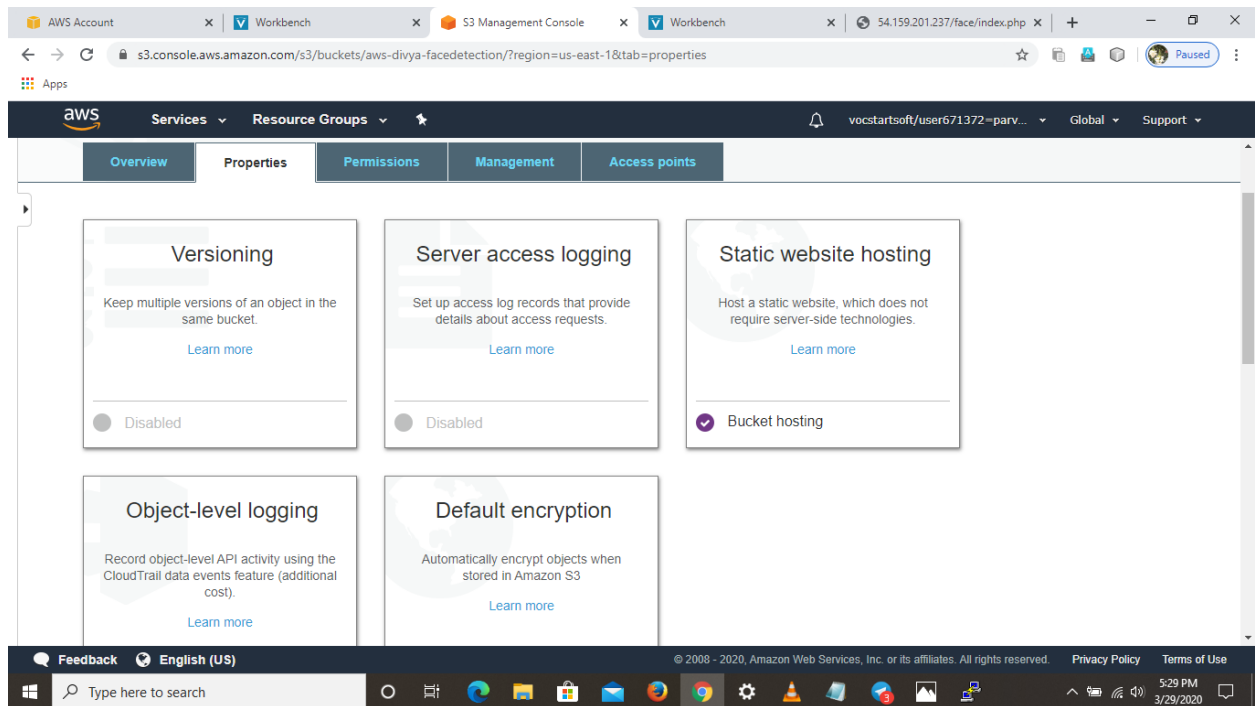 AWS Account
Workbench
S3 Management Console
Workbench
54.159.201.237/face/index.php
s3.console.aws.amazon.com/s3/buckets/aws-divya-facedetection/?region=us-east-1&tab=properties
Paused
Apps
aws
Services
Resource Groups
vocstartsoft/user671372=parv...
Global
Support
Overview
Properties
Permissions
Management
Access points
Versioning
Keep multiple versions of an object in the
same bucket.
Learn more
Disabled
Server access logging
Set up access log records that provide
details about access requests.
Learn more
Disabled
Static website hosting
Host a static website, which does not
require server-side technologies.
Learn more
Bucket hosting
Object-level logging
Record object-level API activity using the
CloudTrail data events feature (additional
cost).
Learn more
Default encryption
Automatically encrypt objects when
stored in Amazon S3
Learn more
Feedback
English (US)
© 2008 - 2020, Amazon Web Services, Inc. or its affiliates. All rights reserved.
Privacy Policy
Terms of Use
Type here to search
3
5:29 PM
3/29/2020